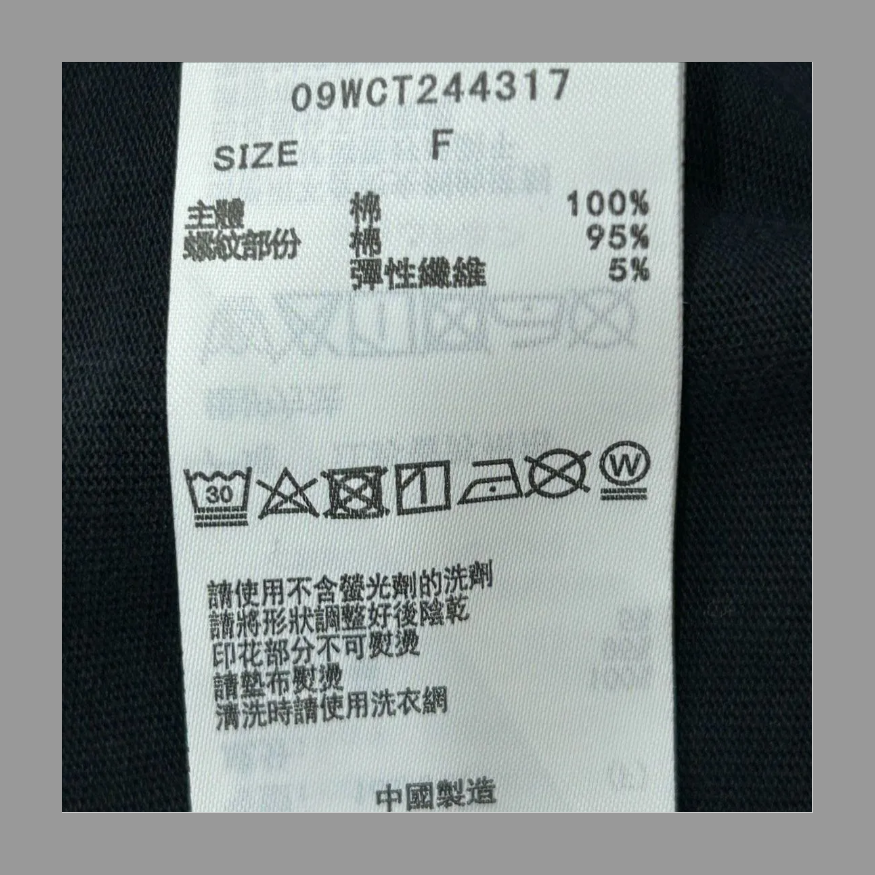 09WCT244317
SIZE F
主體 棉 100%
螺紋部份 棉 95%
彈性纖維 5%
30 W
請使用不含螢光劑的洗劑
請將形狀調整好後陰乾
印花部分不可熨燙
請墊布熨燙
清洗時請使用洗衣網
中國製造